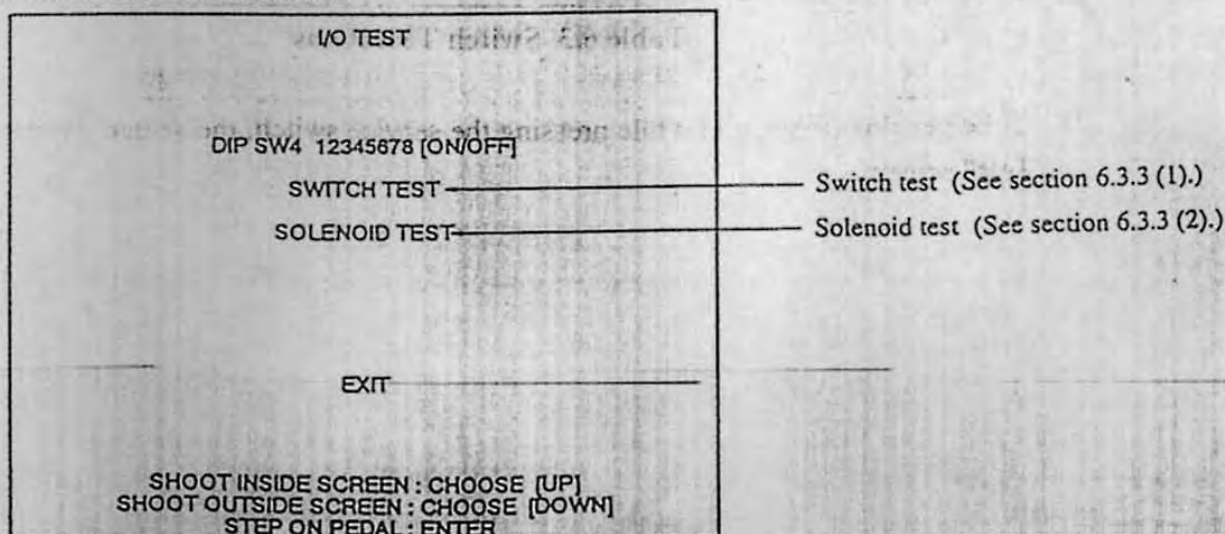 I/O TEST
DIP SW4 12345678 [ON/OFF]
SWITCH TEST Switch test (See section 6.3.3 (1).)
SOLENOID TEST Solenoid test (See section 6.3.3 (2).)
EXIT
SHOOT INSIDE SCREEN : CHOOSE [UP]
SHOOT OUTSIDE SCREEN : CHOOSE [DOWN]
STEP ON PEDAL : ENTER